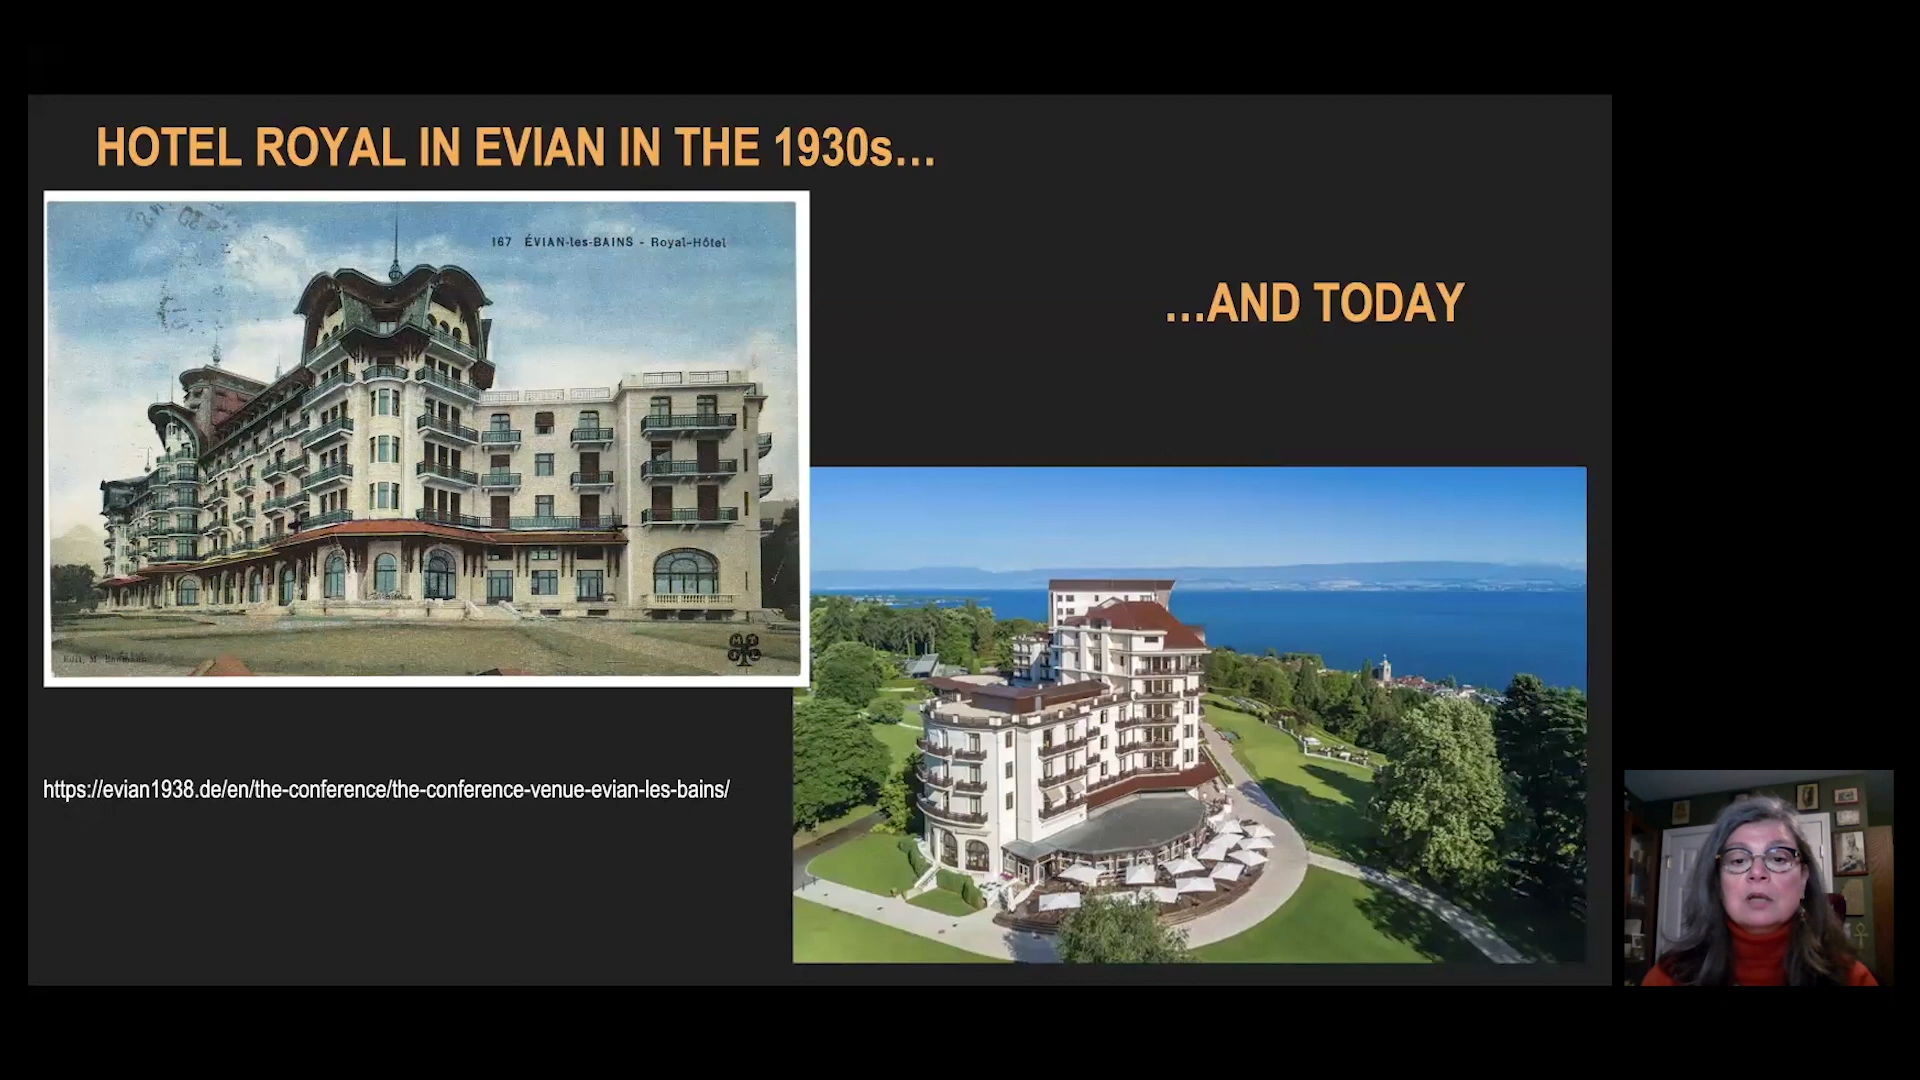 HOTEL ROYAL IN EVIAN IN THE 1930s...
167 ÉVIAN-les-BAINS - Royal-Hôtel
...AND TODAY
Edit. M.
https://evian1938.de/en/the-conference/the-conference-venue-evian-les-bains/